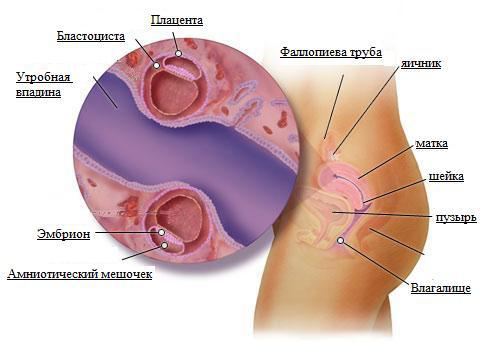 Плацента
Бластоциста
Утробная
впадина
Эмбрион
Амниотический мешочек
Фаллопиева труба
яичник
матка
шейка
пузырь
Влагалище